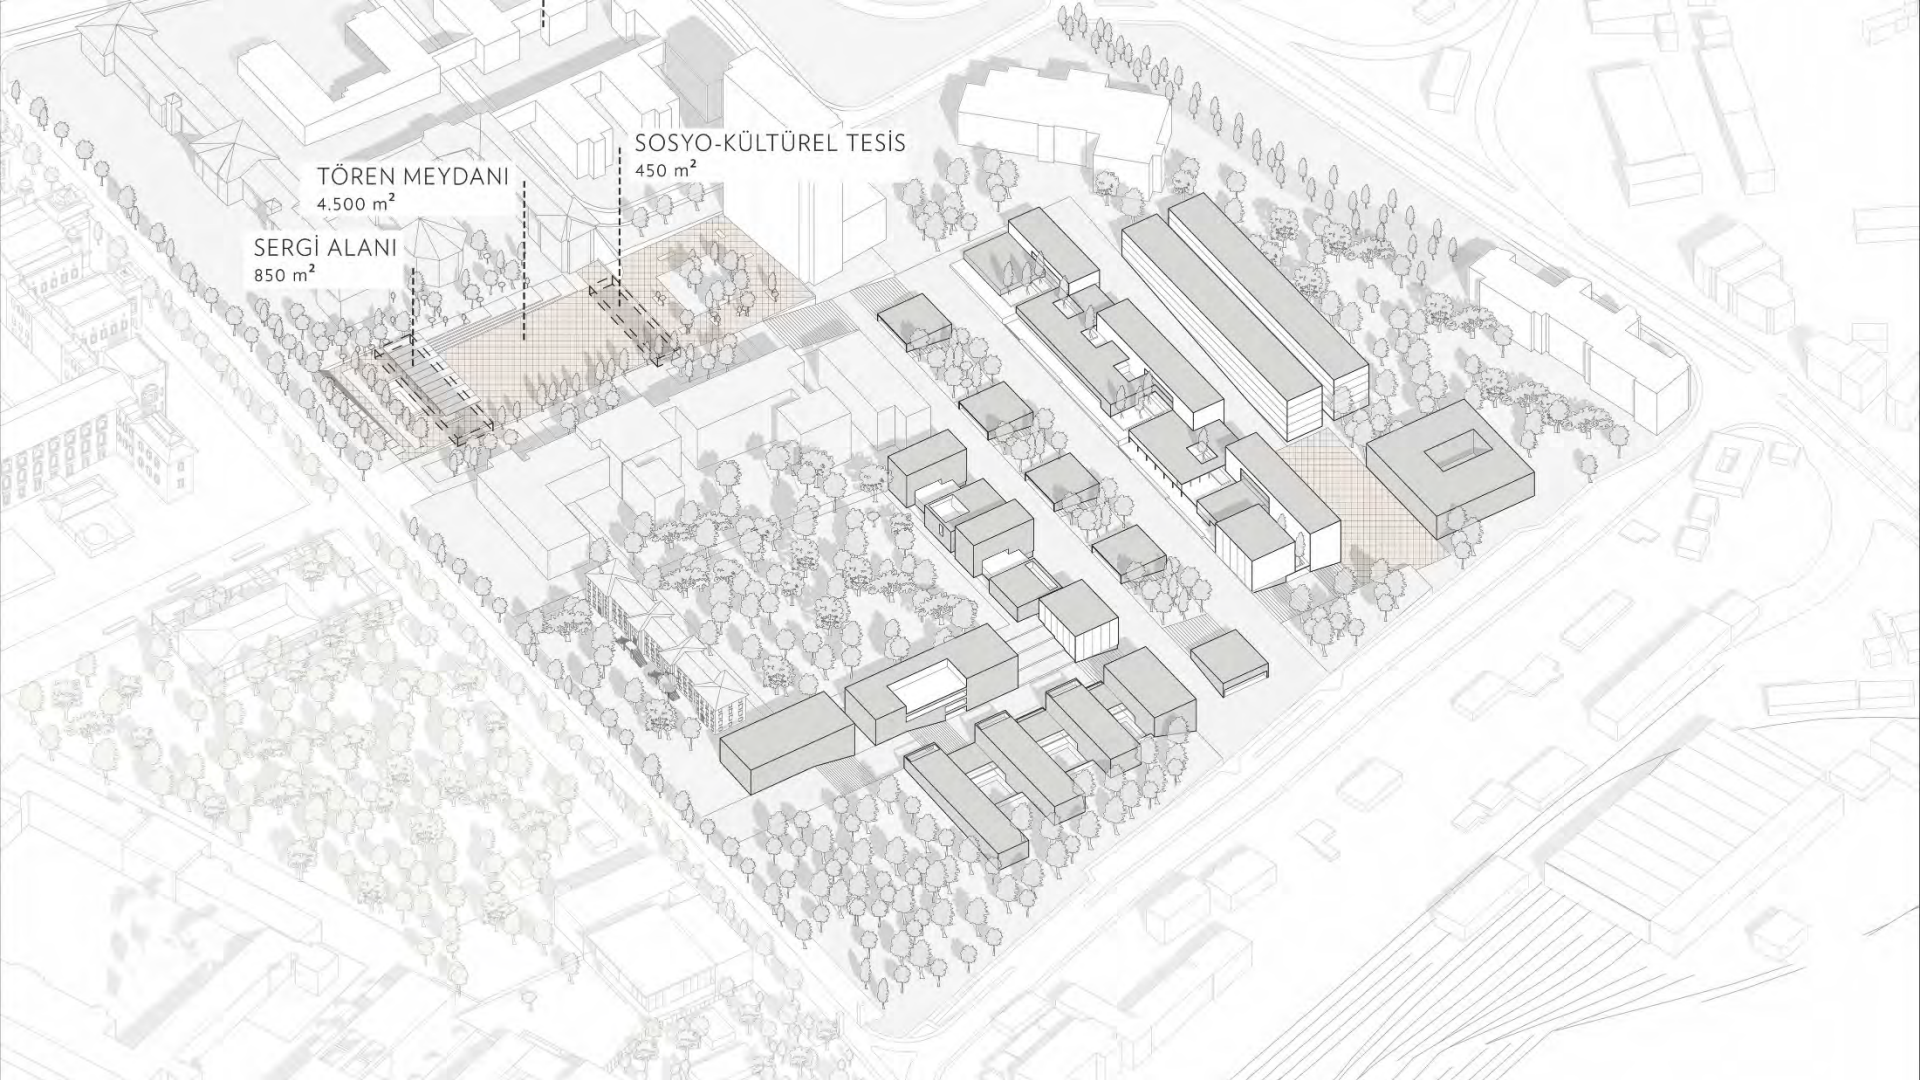 SOSYO-KÜLTÜREL TESİS
450 m²
TÖREN MEYDANI
4.500 m²
SERGİ ALANI
850 m²